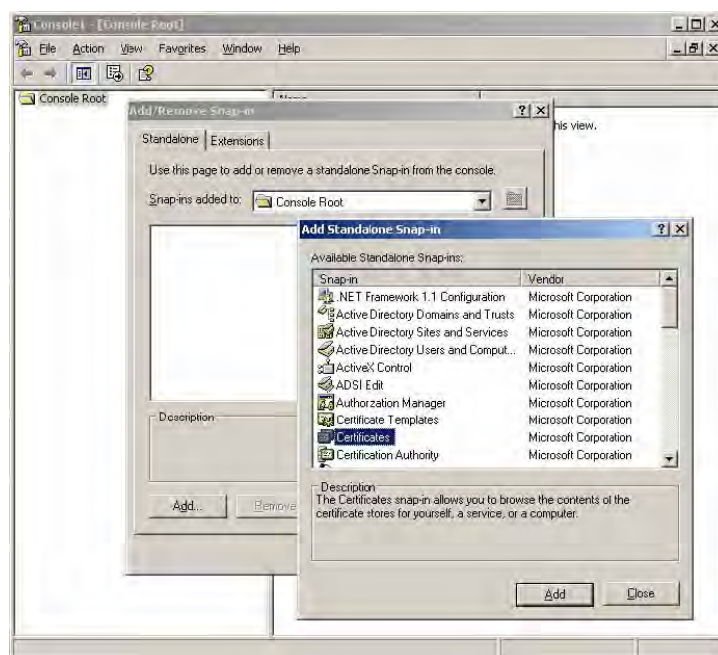 Console1 - [Console Root]
File Action View Favorites Window Help
Console Root
Name
his view.
Add/Remove Snap-in
Standalone Extensions
Use this page to add or remove a standalone Snap-in from the console.
Snap-ins added to: Console Root
Description
Add... Remove
Add Standalone Snap-in
Available Standalone Snap-ins:
Snap-in Vendor
.NET Framework 1.1 Configuration Microsoft Corporation
Active Directory Domains and Trusts Microsoft Corporation
Active Directory Sites and Services Microsoft Corporation
Active Directory Users and Comput... Microsoft Corporation
ActiveX Control Microsoft Corporation
ADSI Edit Microsoft Corporation
Authorzation Manager Microsoft Corporation
Certificate Templates Microsoft Corporation
Certificates Microsoft Corporation
Certification Authority Microsoft Corporation
Description
The Certificates snap-in allows you to browse the contents of the
certificate stores for yourself, a service, or a computer.
Add Close